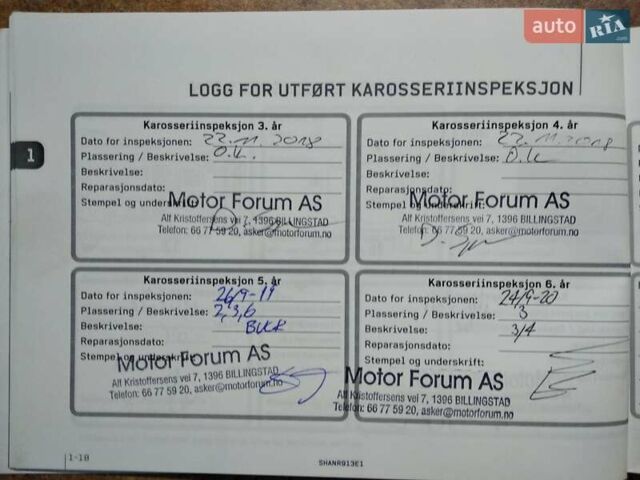 auto RIA .com
LOGG FOR UTFØRT KAROSSERIINSPEKSJON
1
Karosseriinspeksjon 3. år
Dato for inspeksjonen: 22.11.2018
Plassering / Beskrivelse: O.K.
Beskrivelse:
Reparasjonsdato:
Stempel og underskrift:
Motor Forum AS
Alf Kristoffersens vei 7, 1396 BILLINGSTAD
Telefon: 66 77 59 20, asker@motorforum.no
Karosseriinspeksjon 4. år
Dato for inspeksjonen: 22.11.2018
Plassering / Beskrivelse: O.K
Beskrivelse:
Reparasjonsdato:
Stempel og underskrift:
Motor Forum AS
Alf Kristoffersens vei 7, 1396 BILLINGSTAD
Telefon: 66 77 59 20, asker@motorforum.no
Karosseriinspeksjon 5. år
Dato for inspeksjonen: 26/9-19
Plassering / Beskrivelse: 2,3,6
Beskrivelse:
Reparasjonsdato:
Stempel og underskrift:
Motor Forum AS
Alf Kristoffersens vei 7, 1396 BILLINGSTAD
Telefon: 66 77 59 20, asker@motorforum.no
Karosseriinspeksjon 6. år
Dato for inspeksjonen: 24/9-20
Plassering / Beskrivelse: 3
Beskrivelse: 3/4
Reparasjonsdato:
Stempel og underskrift:
Motor Forum AS
Alf Kristoffersens vei 7, 1396 BILLINGSTAD
Telefon: 66 77 59 20, asker@motorforum.no
1-10
SHANR913E1